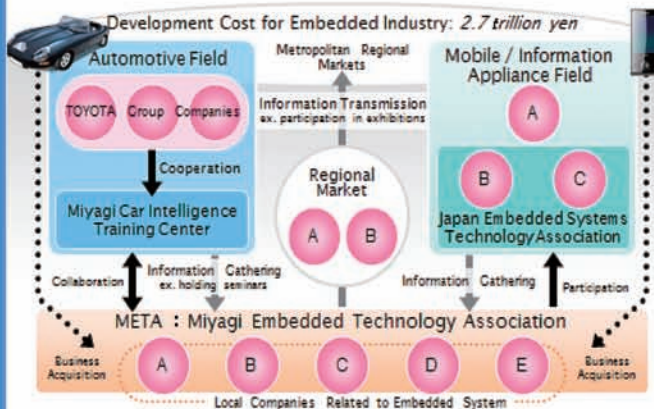 Development Cost for Embedded Industry: 2.7 trillion yen
Automotive Field
TOYOTA Group Companies
Cooperation
Miyagi Car Intelligence
Training Center
Metropolitan Regional
Markets
Information Transmission
ex. participation in exhibitions
Regional
Market
A B
Mobile / Information
Appliance Field
A
B C
Japan Embedded Systems
Technology Association
Collaboration
Information Gathering
ex. holding seminars
Information Gathering
Participation
META : Miyagi Embedded Technology Association
Business
Acquisition
A B C D E
Business
Acquisition
Local Companies Related to Embedded System